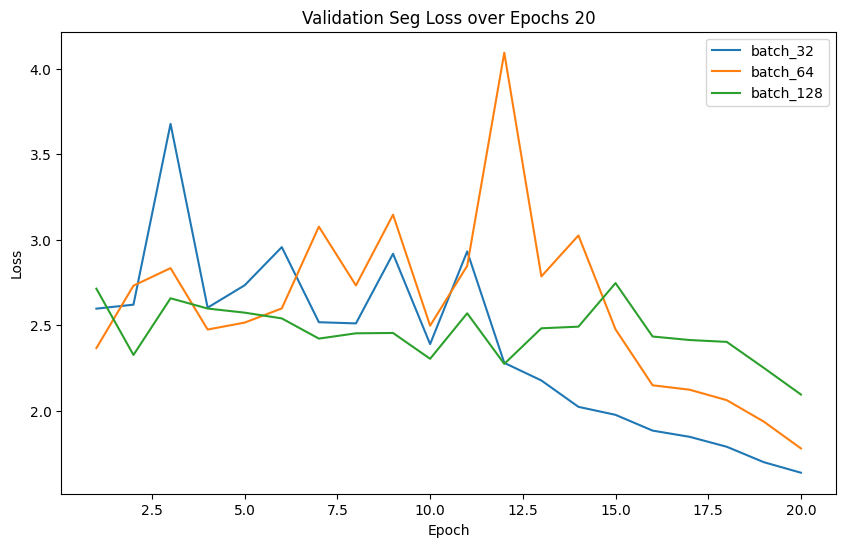 Validation Seg Loss over Epochs 20
batch_32
batch_64
batch_128
4.0
3.5
3.0
2.5
2.0
Loss
2.5
5.0
7.5
10.0
12.5
15.0
17.5
20.0
Epoch